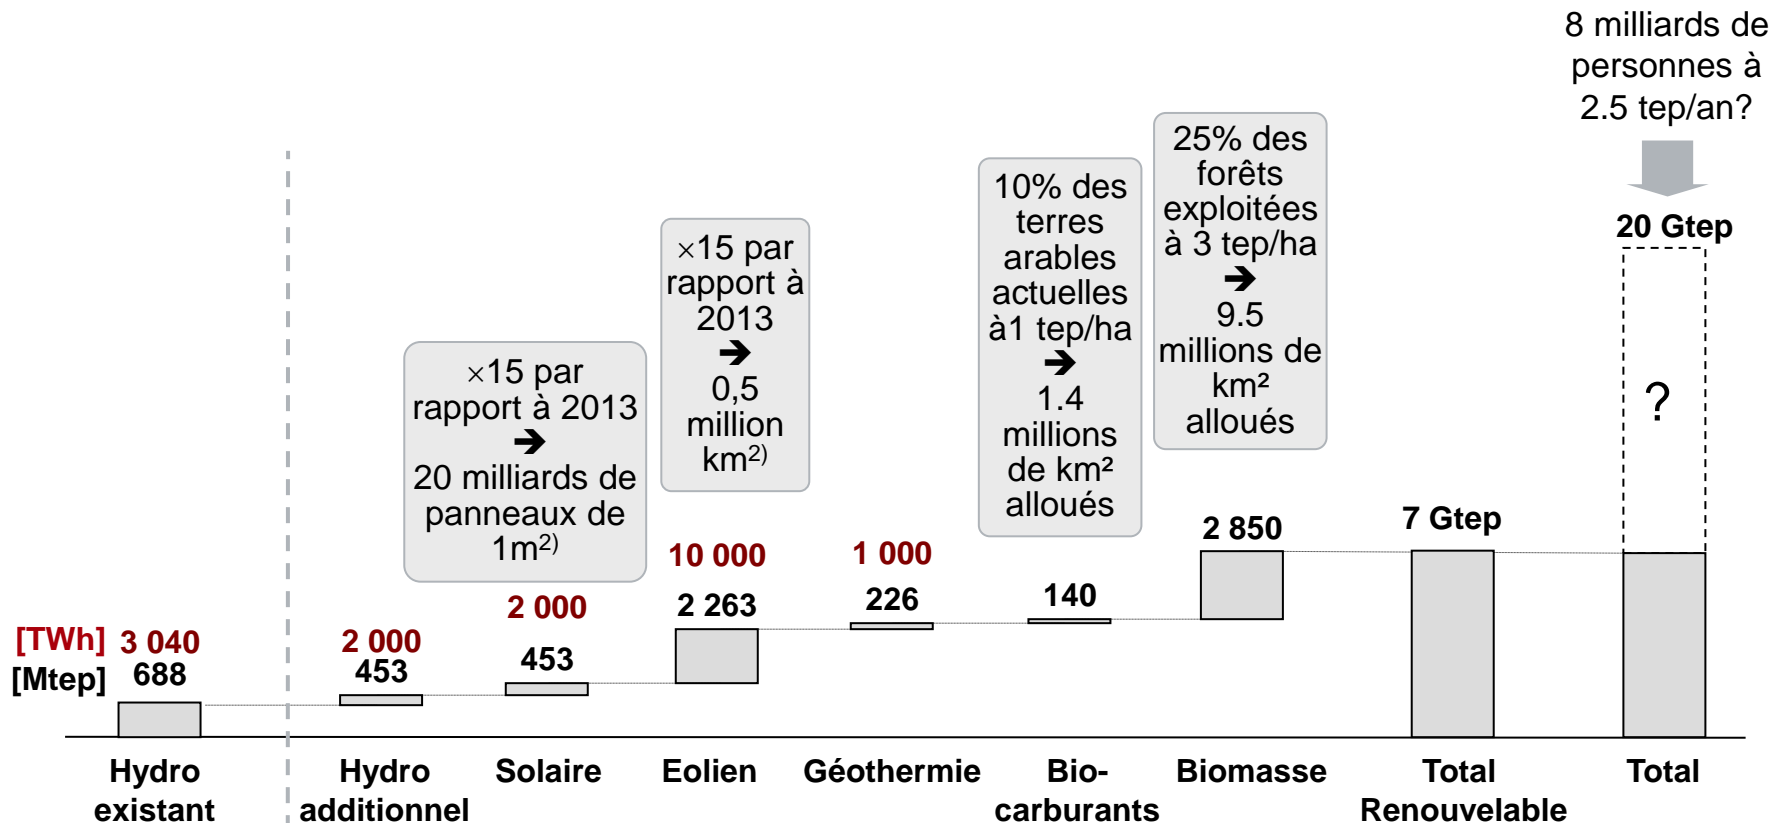 8 milliards de
personnes à
2.5 tep/an?
20 Gtep
?
25% des
forêts
exploitées
à 3 tep/ha
➔
9.5
millions de
km²
alloués
10% des
terres
arables
actuelles
à1 tep/ha
➔
1.4
millions
de km²
alloués
×15 par
rapport à
2013
➔
0,5
million
km²⁾
×15 par
rapport à 2013
➔
20 milliards de
panneaux de
1m²⁾
[TWh] 3 040
[Mtep] 688
2 000
453
2 000
453
10 000
2 263
1 000
226
140
2 850
7 Gtep
Hydro
existant
Hydro
additionnel
Solaire
Eolien
Géothermie
Bio-
carburants
Biomasse
Total
Renouvelable
Total